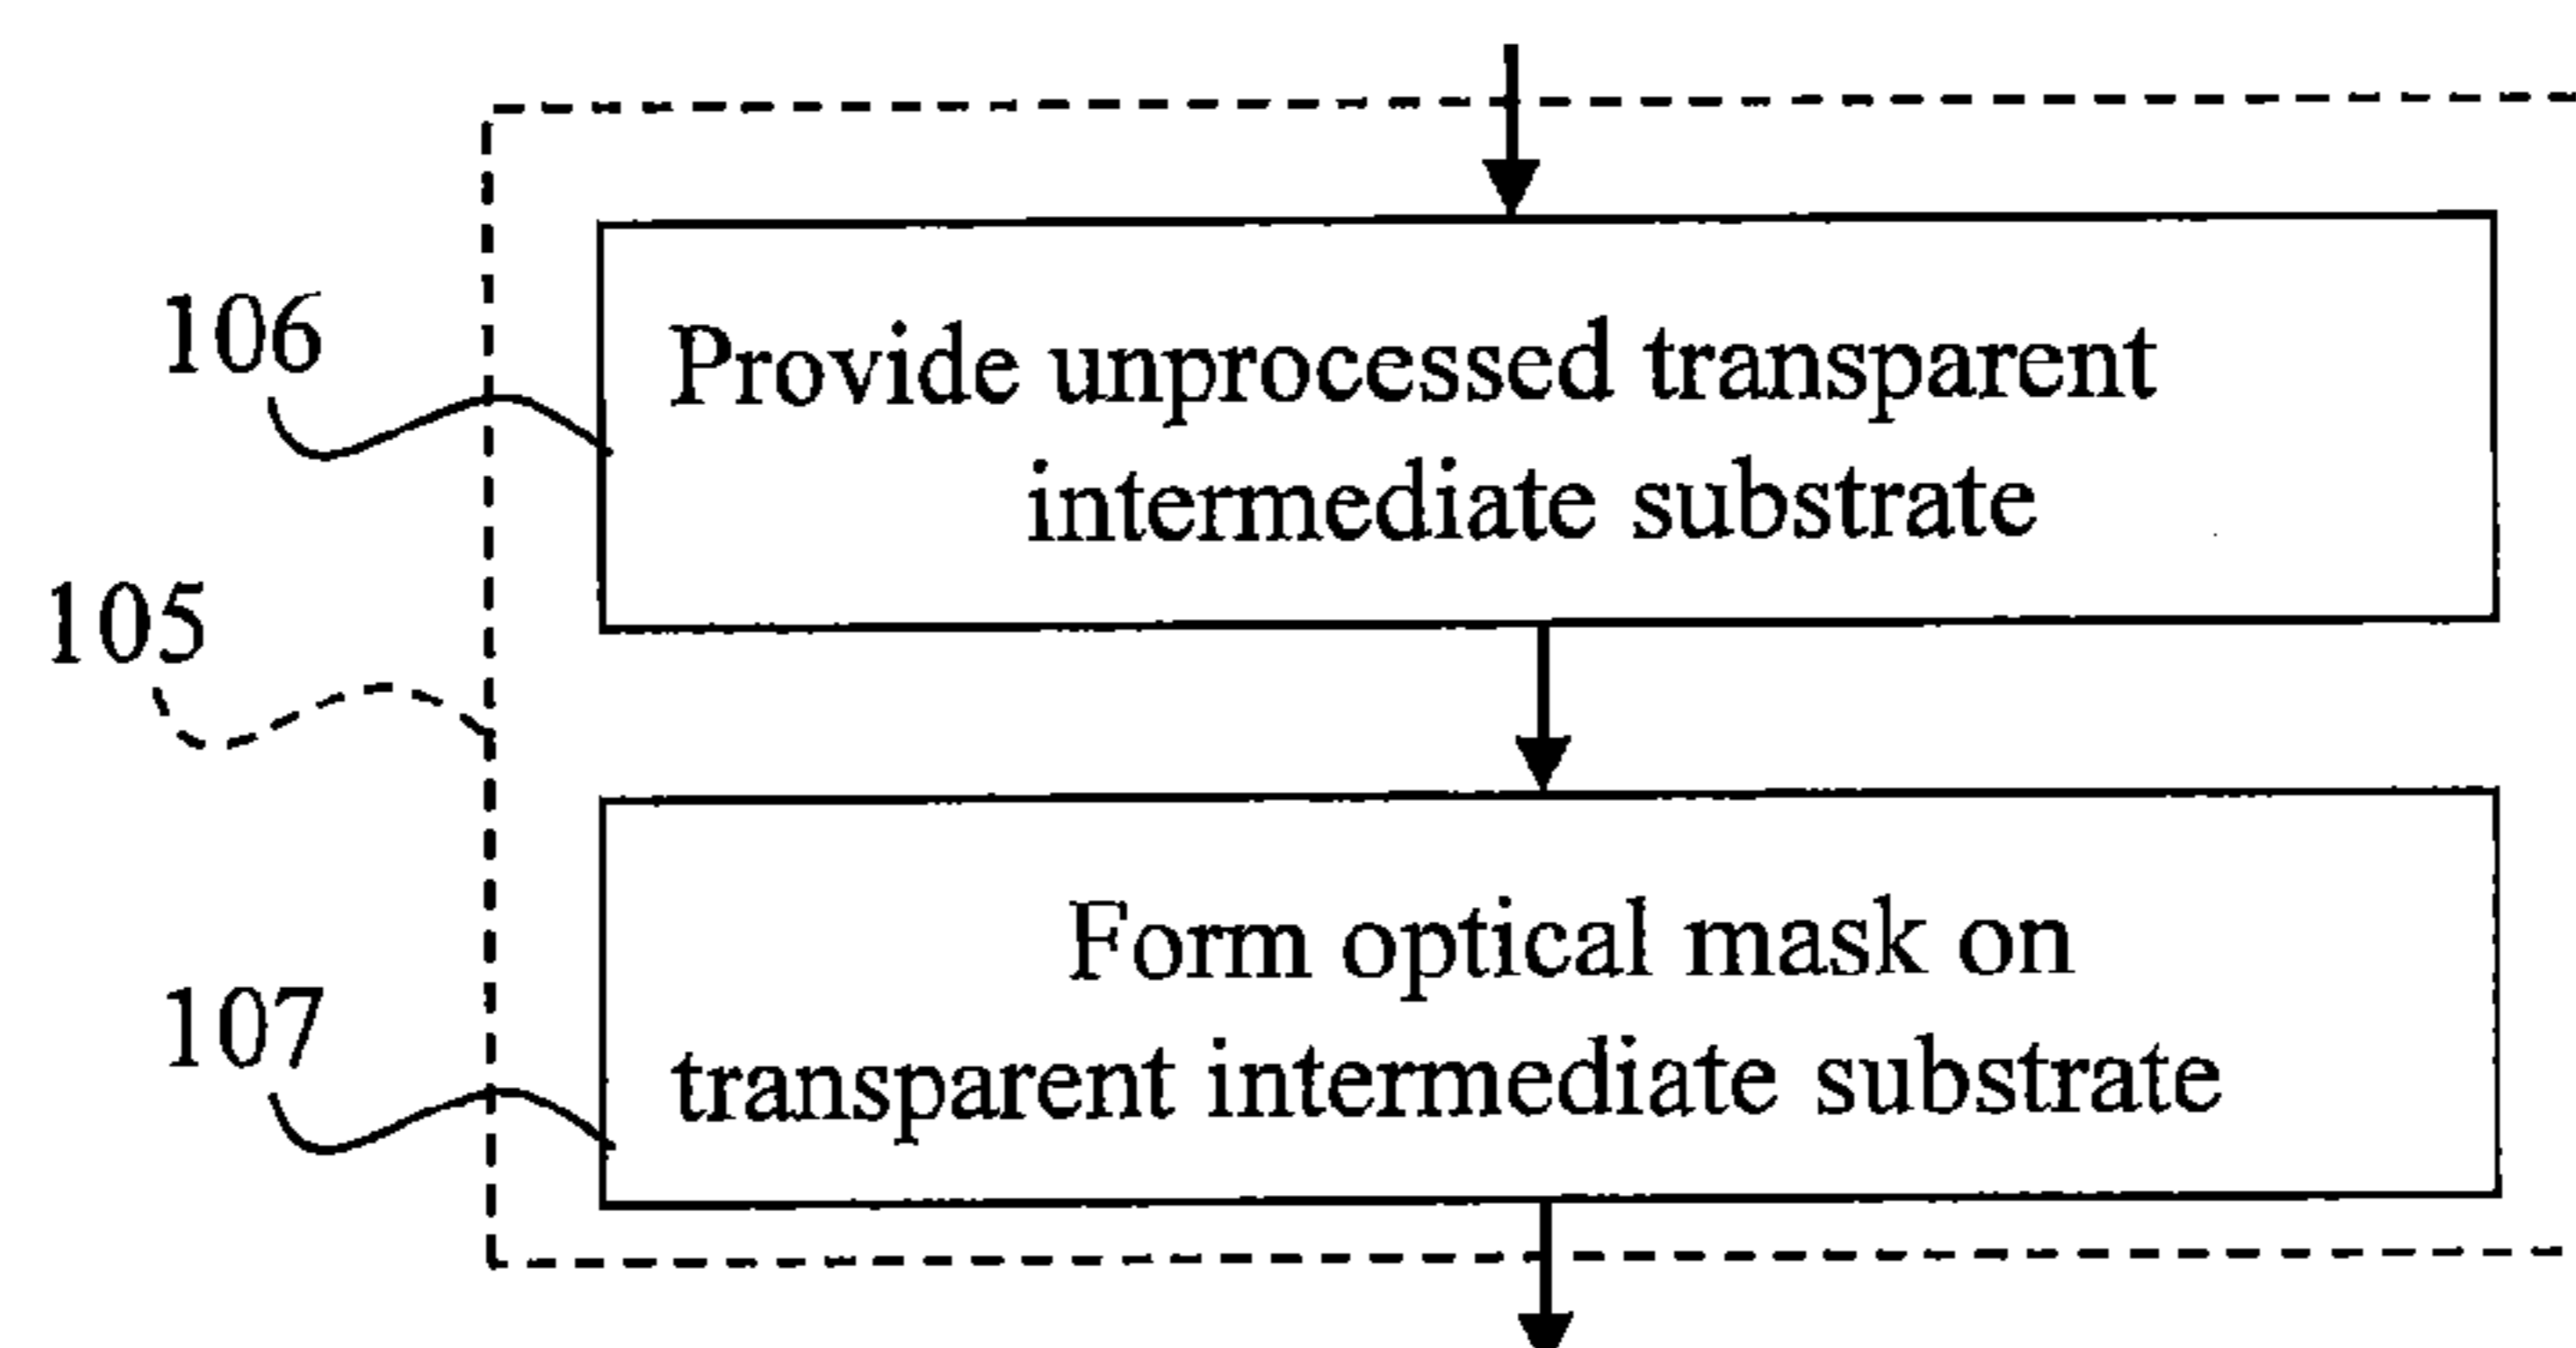 106
Provide unprocessed transparent
intermediate substrate
105
107
Form optical mask on
transparent intermediate substrate